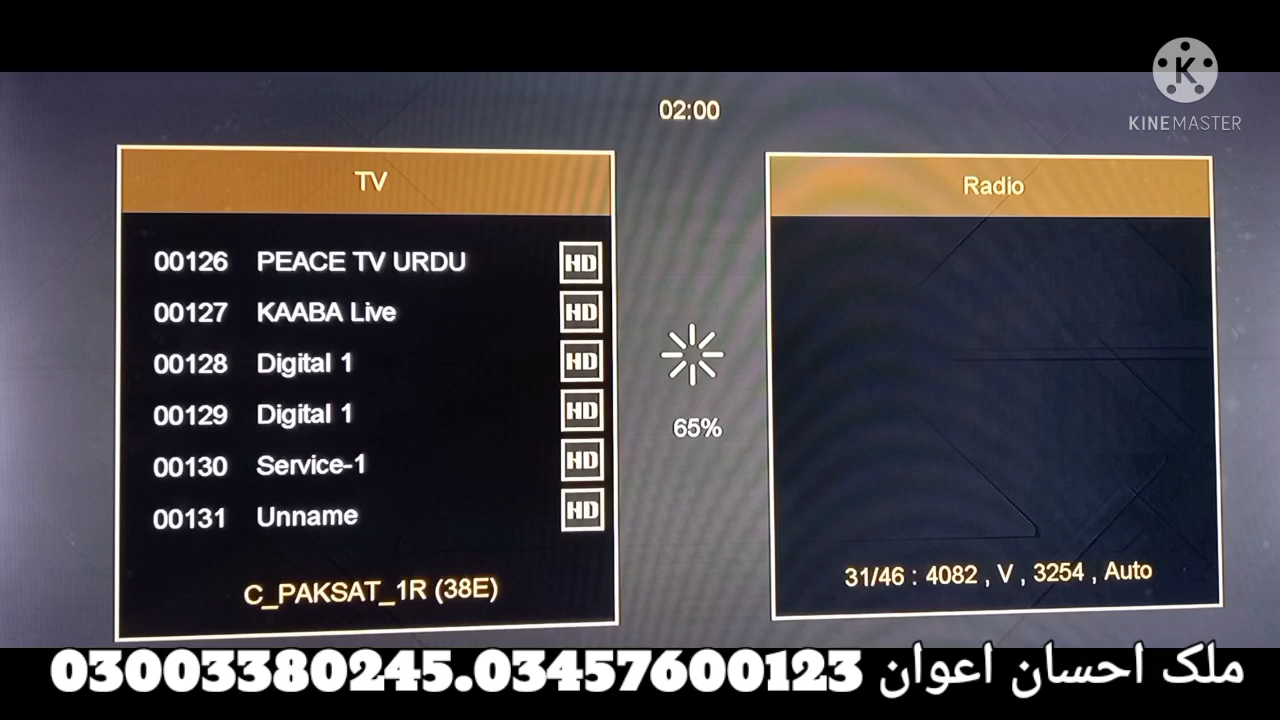 KINEMASTER
02:00
TV
00126 PEACE TV URDU HD
00127 KAABA Live HD
00128 Digital 1 HD
00129 Digital 1 HD
00130 Service-1 HD
00131 Unname HD
C_PAKSAT_1R (38E)
65%
Radio
31/46 : 4082 , V , 3254 , Auto
03003380245.03457600123 ملک احسان اعوان